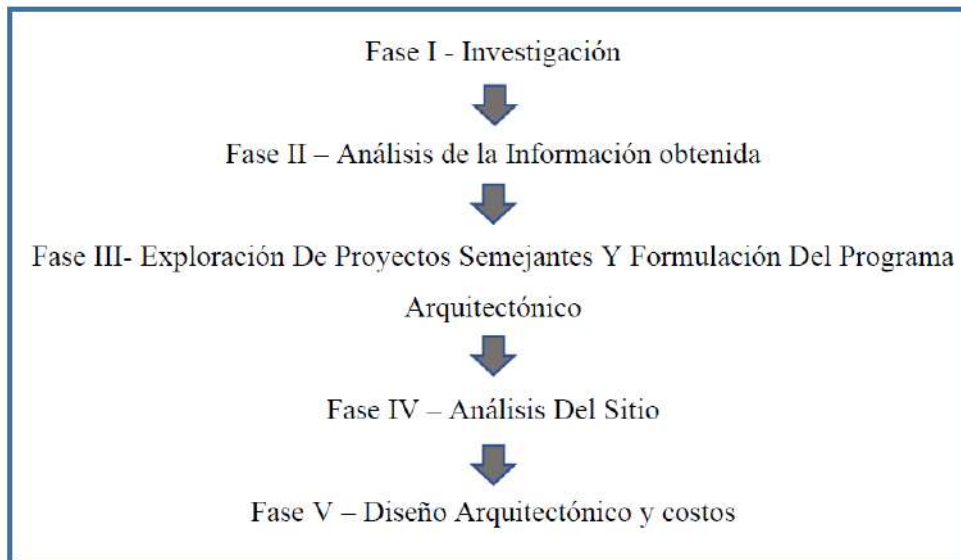 Fase I - Investigación
Fase II – Análisis de la Información obtenida
Fase III- Exploración De Proyectos Semejantes Y Formulación Del Programa
Arquitectónico
Fase IV – Análisis Del Sitio
Fase V – Diseño Arquitectónico y costos